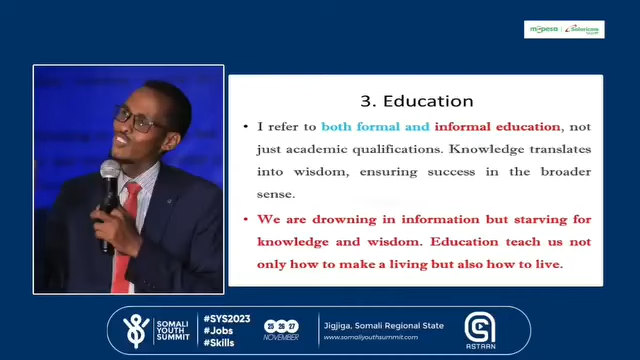 m-pesa
Safaricom
3. Education
• I refer to both formal and informal education, not
just academic qualifications. Knowledge translates
into wisdom, ensuring success in the broader
sense.
• We are drowning in information but starving for
knowledge and wisdom. Education teach us not
only how to make a living but also how to live.
SOMALI
YOUTH
SUMMIT
#SYS2023
#Jobs
#Skills
25 26 27
NOVEMBER
Jigjiga, Somali Regional State
www.somaliyouthsummit.com
ASTAAN